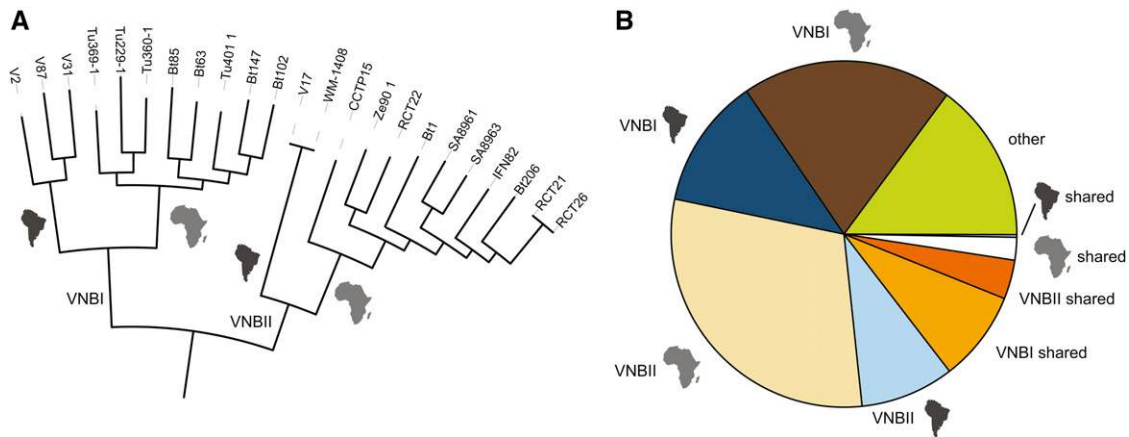 A
V2
V87
V31
Tu369-1
Tu229-1
Tu360-1
Bt85
Bt63
Tu401 1
Bt147
Bt102
V17
WM-1408
CCTP15
Ze90 1
RCT22
Bt1
SA8961
SA8963
IFN82
Bt206
RCT21
RCT26
VNBI
VNBII
B
VNBI
VNBI
other
shared
shared
VNBII shared
VNBI shared
VNBII
VNBII